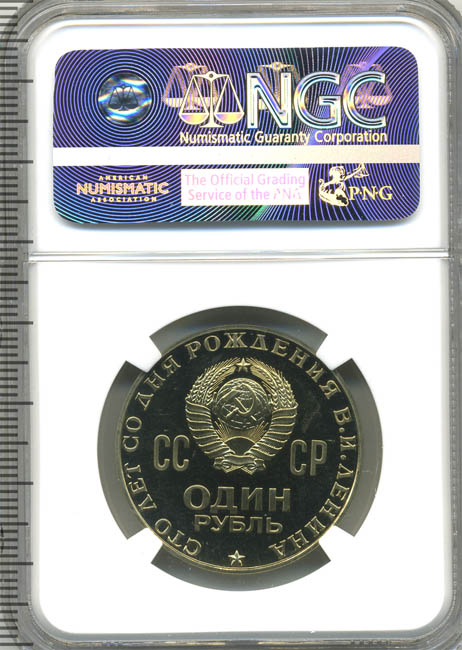 NGC
Numismatic Guaranty Corporation
AMERICAN
NUMISMATIC
ASSOCIATION
The Official Grading
Service of the PNG
PNG
СТО ЛЕТ СО ДНЯ РОЖДЕНИЯ В.И.ЛЕНИНА
СС СР
ОДИН
РУБЛЬ